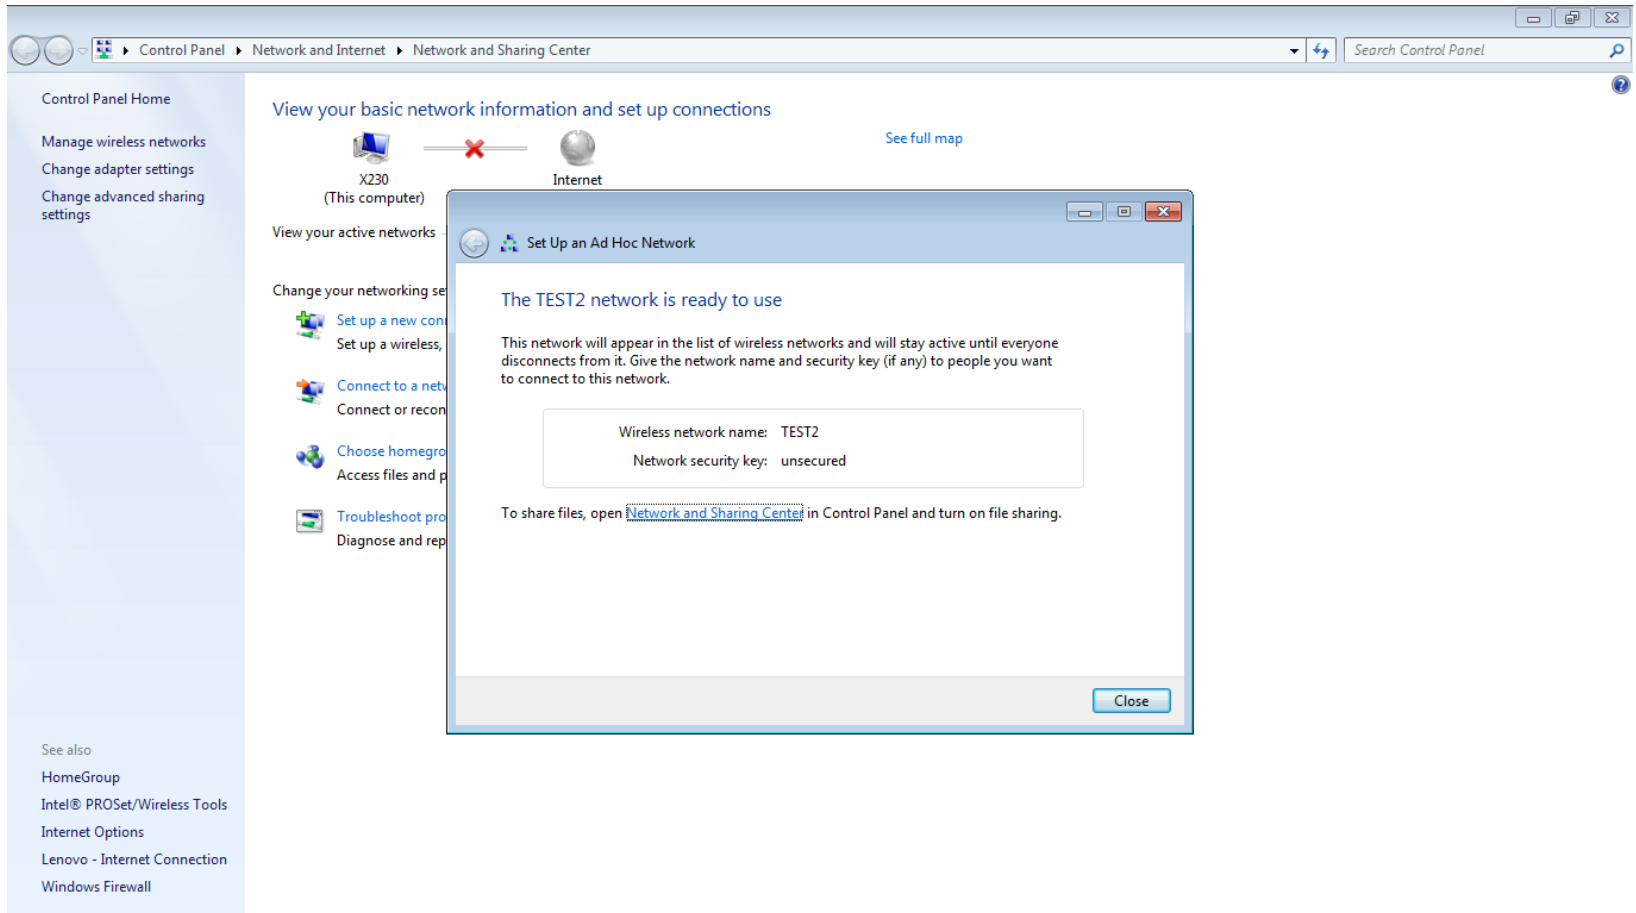 Control Panel
Network and Internet
Network and Sharing Center
Search Control Panel
Control Panel Home
Manage wireless networks
Change adapter settings
Change advanced sharing
settings
View your basic network information and set up connections
See full map
X230
(This computer)
Internet
View your active networks
Change your networking se
Set up a new con
Set up a wireless,
Connect to a net
Connect or recon
Choose homegro
Access files and p
Troubleshoot pro
Diagnose and rep
Set Up an Ad Hoc Network
The TEST2 network is ready to use
This network will appear in the list of wireless networks and will stay active until everyone
disconnects from it. Give the network name and security key (if any) to people you want
to connect to this network.
Wireless network name: TEST2
Network security key: unsecured
To share files, open Network and Sharing Center in Control Panel and turn on file sharing.
Close
See also
HomeGroup
Intel® PROSet/Wireless Tools
Internet Options
Lenovo - Internet Connection
Windows Firewall